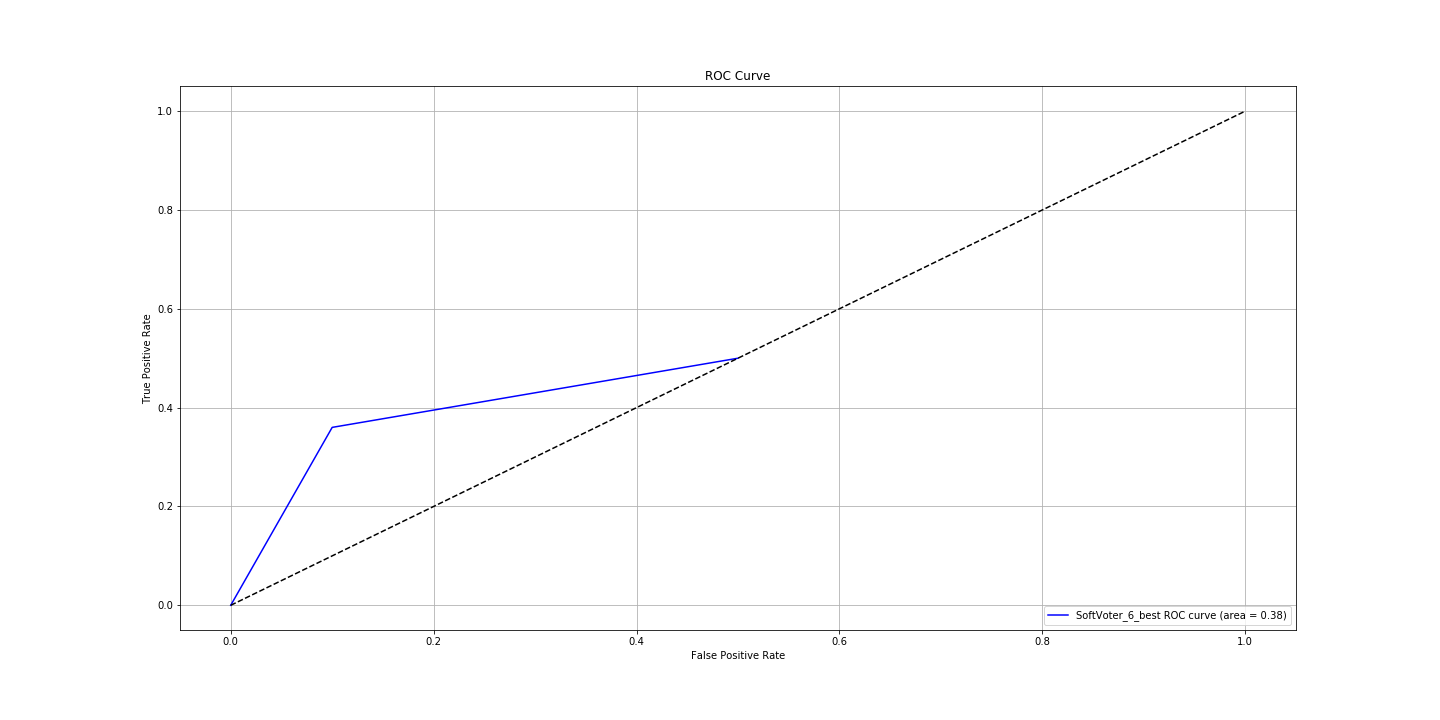 ROC Curve
1.0
0.8
0.6
0.4
0.2
0.0
True Positive Rate
SoftVoter_6_best ROC curve (area = 0.38)
0.0 0.2 0.4 0.6 0.8 1.0
False Positive Rate